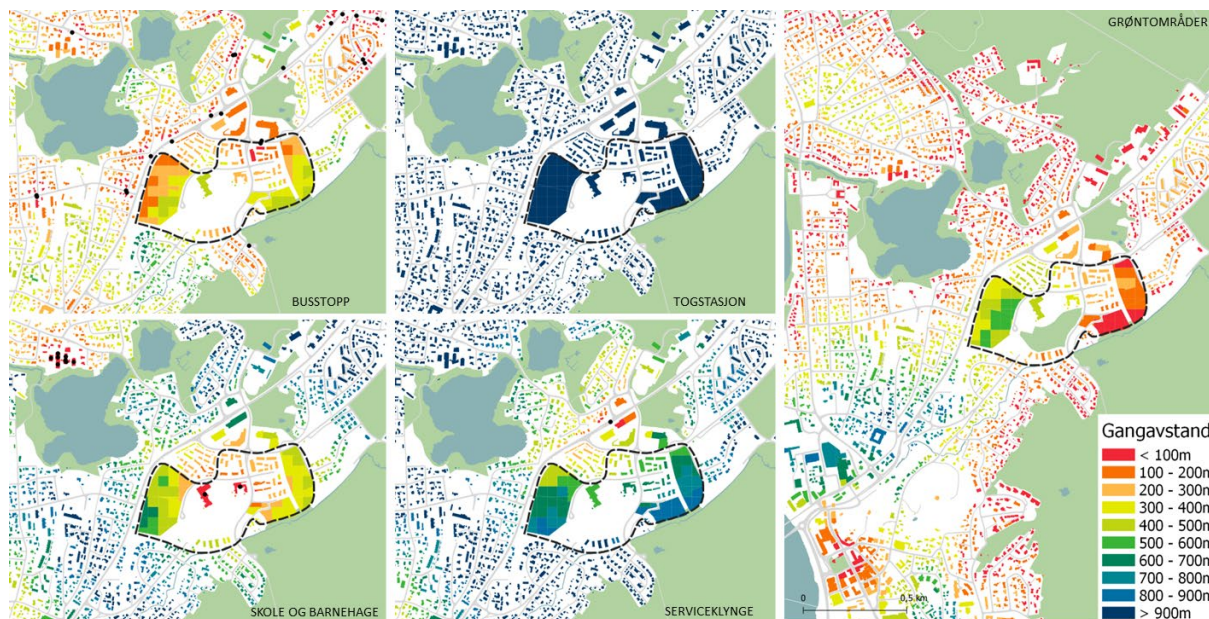 GRØNTOMRÅDER
BUSSTOPP
TOGSTASJON
SKOLE OG BARNEHAGE
SERVICEKLYNGE
Gangavstand
< 100m
100 - 200m
200 - 300m
300 - 400m
400 - 500m
500 - 600m
600 - 700m
700 - 800m
800 - 900m
> 900m
0 0,5 km